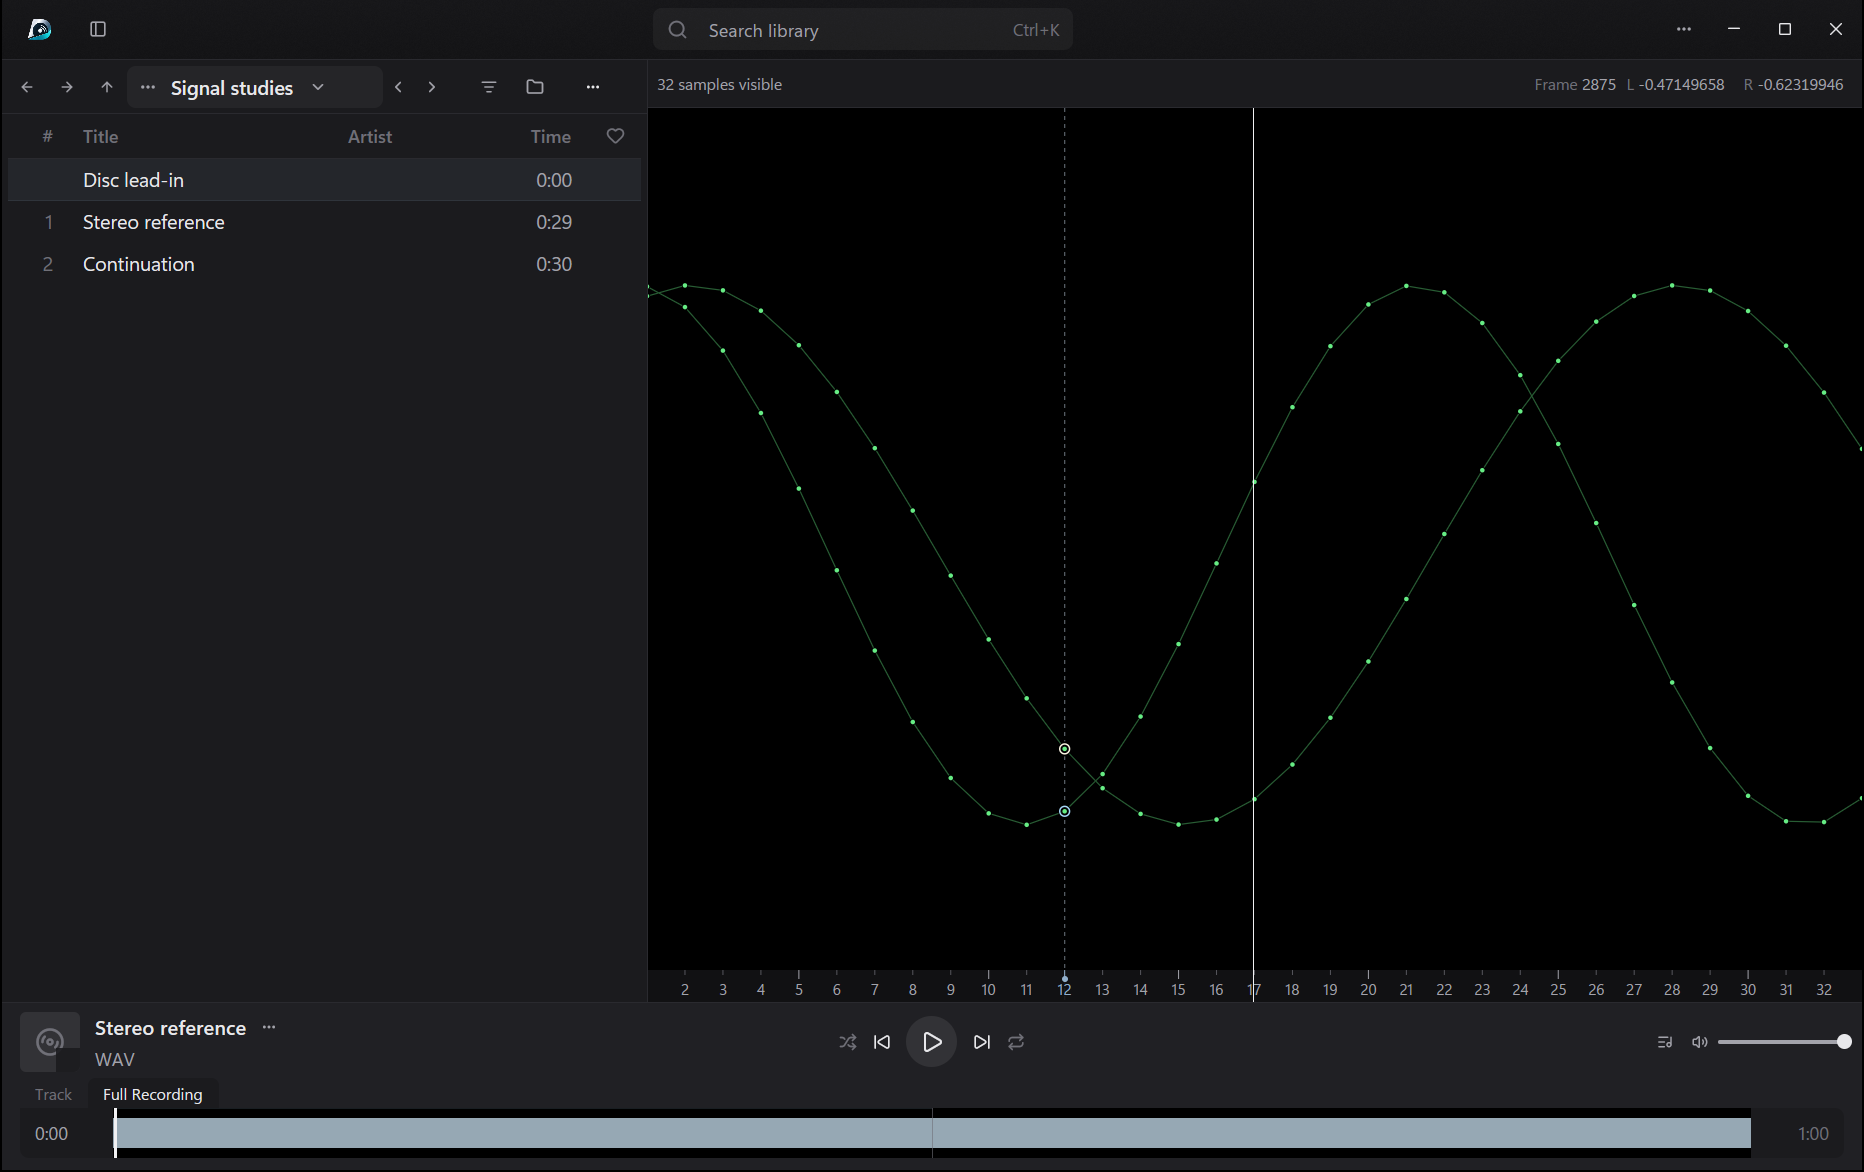 Search library Ctrl+K
Signal studies
32 samples visible
Frame 2875 L -0.47149658 R -0.62319946
# Title Artist Time
Disc lead-in 0:00
1 Stereo reference 0:29
2 Continuation 0:30
2 3 4 5 6 7 8 9 10 11 12 13 14 15 16 17 18 19 20 21 22 23 24 25 26 27 28 29 30 31 32
Stereo reference
WAV
Track Full Recording
0:00 1:00